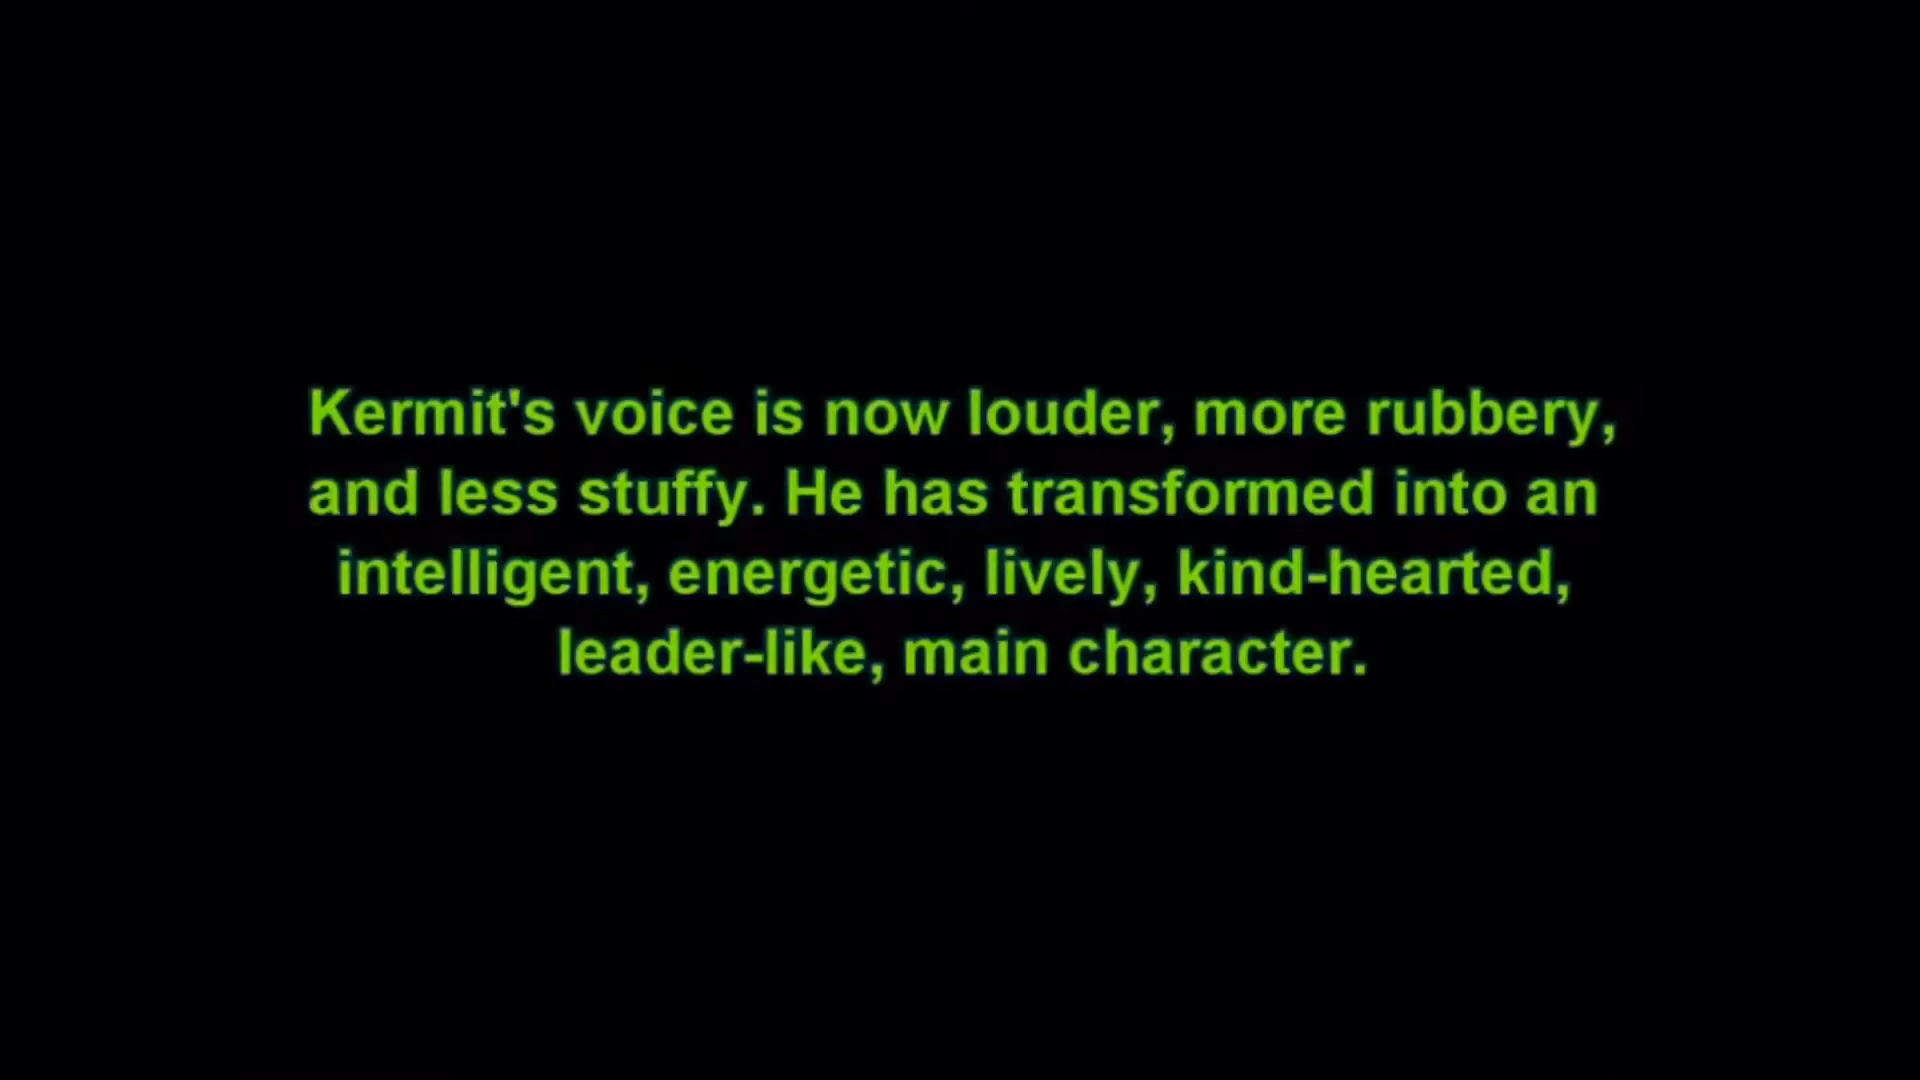 Kermit's voice is now louder, more rubbery,
and less stuffy. He has transformed into an
intelligent, energetic, lively, kind-hearted,
leader-like, main character.